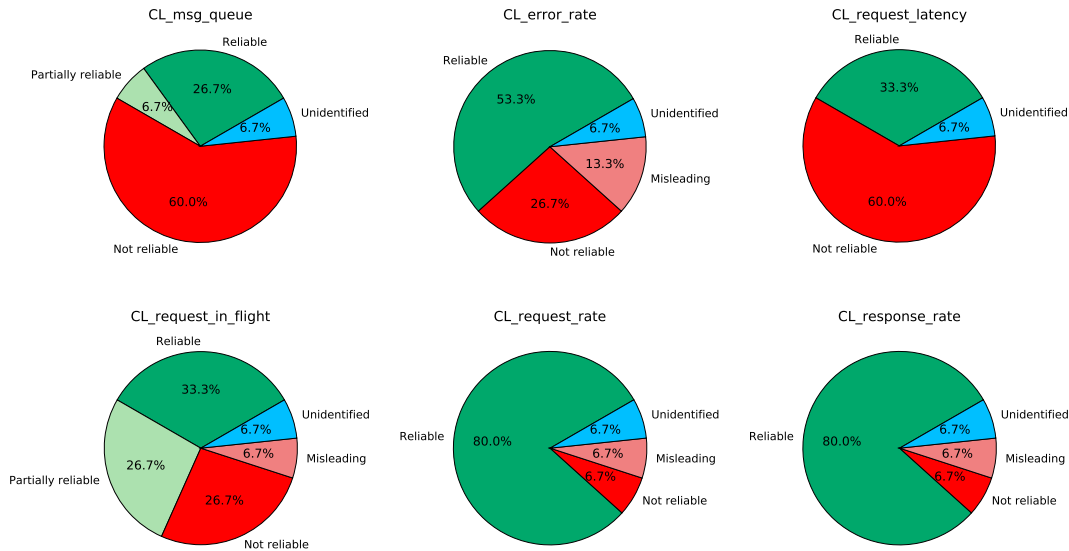 CL_msg_queue
Reliable
Partially reliable
26.7%
6.7%
Unidentified
6.7%
60.0%
Not reliable
CL_error_rate
Reliable
53.3%
Unidentified
6.7%
13.3%
Misleading
26.7%
Not reliable
CL_request_latency
Reliable
33.3%
Unidentified
6.7%
60.0%
Not reliable
CL_request_in_flight
Reliable
33.3%
Unidentified
6.7%
6.7%
Misleading
26.7%
Partially reliable
26.7%
Not reliable
CL_request_rate
Unidentified
6.7%
Reliable
80.0%
6.7%
Misleading
6.7%
Not reliable
CL_response_rate
Unidentified
6.7%
Reliable
80.0%
6.7%
Misleading
6.7%
Not reliable